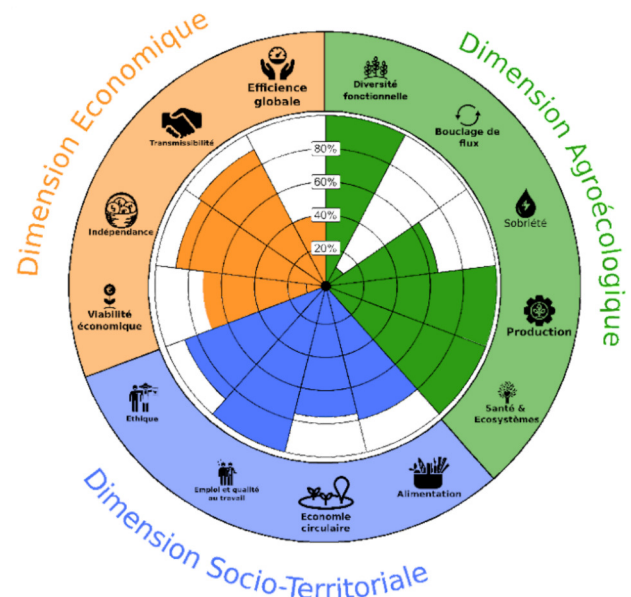 Dimension Economique
Dimension Agroécologique
Efficience
globale
Diversité
fonctionnelle
Transmissibilité
Bouclage de
flux
Indépendance
Sobriété
Viabilité
économique
Production
Santé &
Ecosystèmes
Ethique
Emploi et qualité
au travail
Economie
circulaire
Alimentation
80%
60%
40%
20%
Dimension Socio-Territoriale